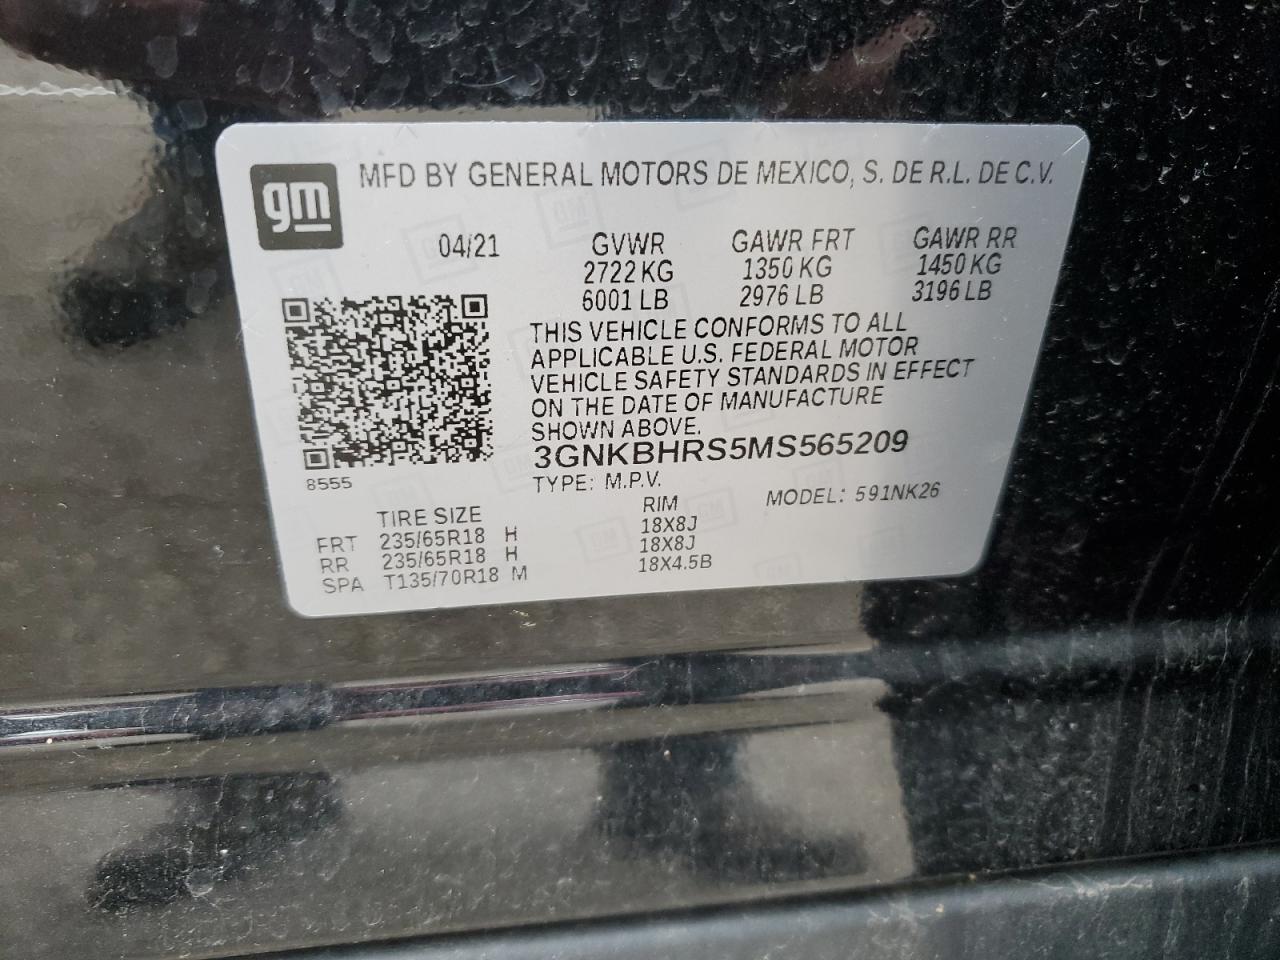 gm
MFD BY GENERAL MOTORS DE MEXICO, S. DE R.L. DE C.V.
04/21 GVWR GAWR FRT GAWR RR
2722 KG 1350 KG 1450 KG
6001 LB 2976 LB 3196 LB
THIS VEHICLE CONFORMS TO ALL
APPLICABLE U.S. FEDERAL MOTOR
VEHICLE SAFETY STANDARDS IN EFFECT
ON THE DATE OF MANUFACTURE
SHOWN ABOVE.
3GNKBHRS5MS565209
8555 TYPE: M.P.V. MODEL: 591NK26
TIRE SIZE RIM
FRT 235/65R18 H 18X8J
RR 235/65R18 H 18X8J
SPA T135/70R18 M 18X4.5B